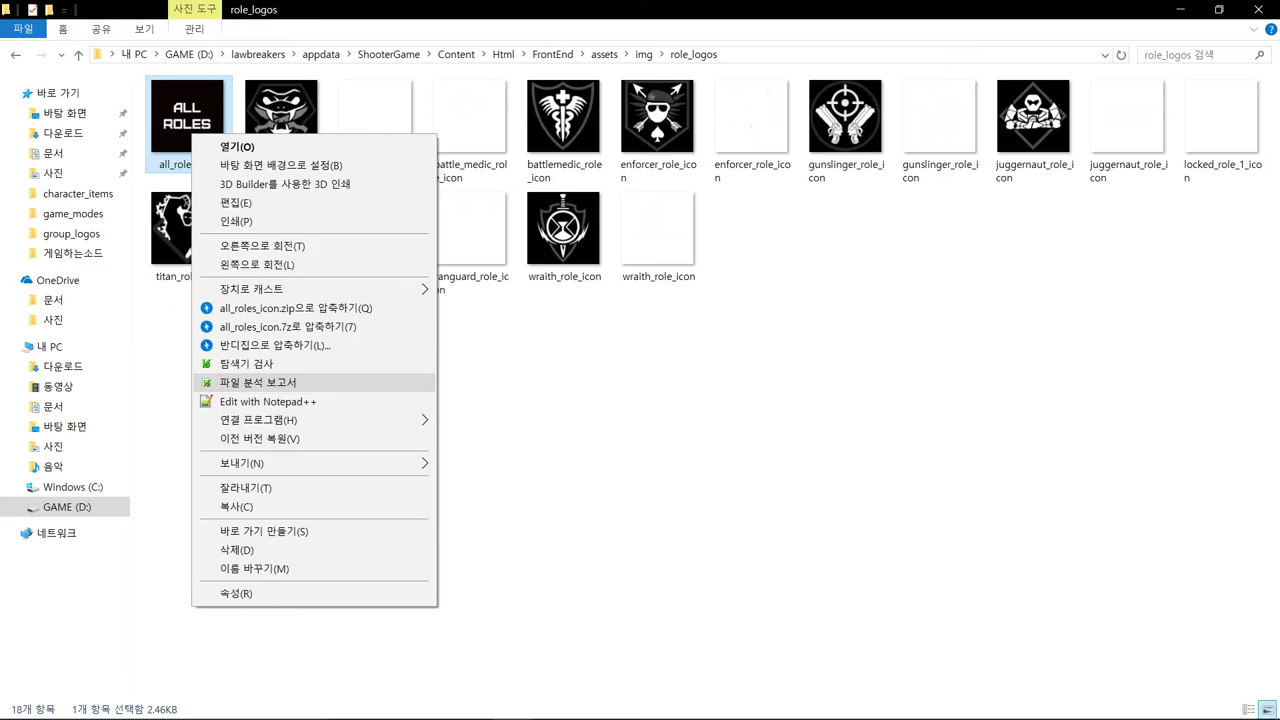 사진 도구
role_logos
파일
홈
공유
보기
관리
내 PC
GAME (D:)
lawbreakers
appdata
ShooterGame
Content
Html
FrontEnd
assets
img
role_logos
role_logos 검색
바로 가기
바탕 화면
다운로드
문서
사진
character_items
game_modes
group_logos
게임하는소드
OneDrive
문서
사진
내 PC
다운로드
동영상
문서
바탕 화면
사진
음악
Windows (C:)
GAME (D:)
네트워크
ALL
ROLES
battlemedic_role
_icon
enforcer_role_ico
n
enforcer_role_ico
n
gunslinger_role_i
con
gunslinger_role_i
con
juggernaut_role_i
con
juggernaut_role_i
con
locked_role_1_ico
n
wraith_role_icon
wraith_role_icon
열기(O)
바탕 화면 배경으로 설정(B)
3D Builder를 사용한 3D 인쇄
편집(E)
인쇄(P)
오른쪽으로 회전(T)
왼쪽으로 회전(L)
장치로 캐스트
all_roles_icon.zip으로 압축하기(Q)
all_roles_icon.7z로 압축하기(7)
반디집으로 압축하기(L)...
탐색기 검사
파일 분석 보고서
Edit with Notepad++
연결 프로그램(H)
이전 버전 복원(V)
보내기(N)
잘라내기(T)
복사(C)
바로 가기 만들기(S)
삭제(D)
이름 바꾸기(M)
속성(R)
18개 항목
1개 항목 선택함 2.46KB